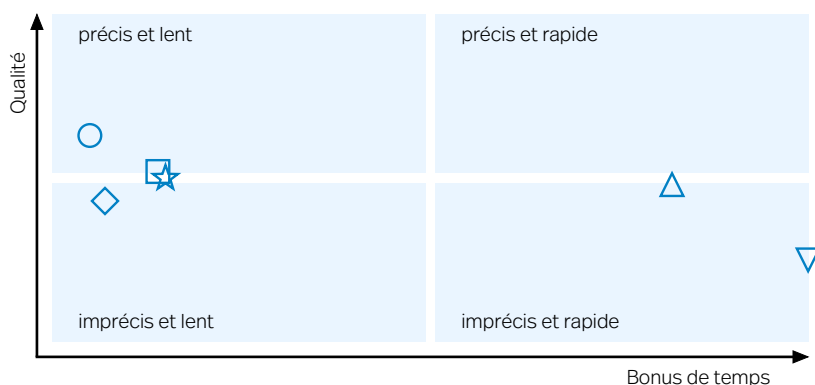 précis et lent
précis et rapide
Qualité
imprécis et lent
imprécis et rapide
Bonus de temps